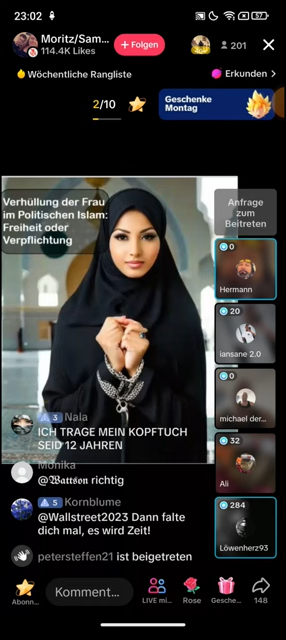 23:02
57
Moritz/Sam...
114.4K Likes
+ Folgen
201
Wöchentliche Rangliste
Erkunden >
2/10
Geschenke
Montag
Verhüllung der Frau
im Politischen Islam:
Freiheit oder
Verpflichtung
Anfrage
zum
Beitreten
0
Hermann
20
iansane 2.0
0
michael der...
32
Ali
284
Löwenherz93
3 Nala
ICH TRAGE MEIN KOPFTUCH
SEID 12 JAHREN
Monika
@𝕭𝖆𝖙𝖙𝖘𝖔𝖓 richtig
5 Kornblume
@Wallstreet2023 Dann falte
dich mal, es wird Zeit!
petersteffen21 ist beigetreten
Abonn...
Komment...
LIVE mi...
Rose
Gesche...
148